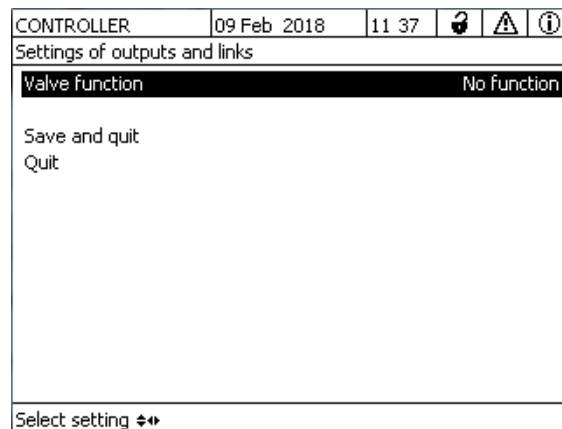 CONTROLLER 09 Feb 2018 11 37
Settings of outputs and links
Valve function No function
Save and quit
Quit
Select setting